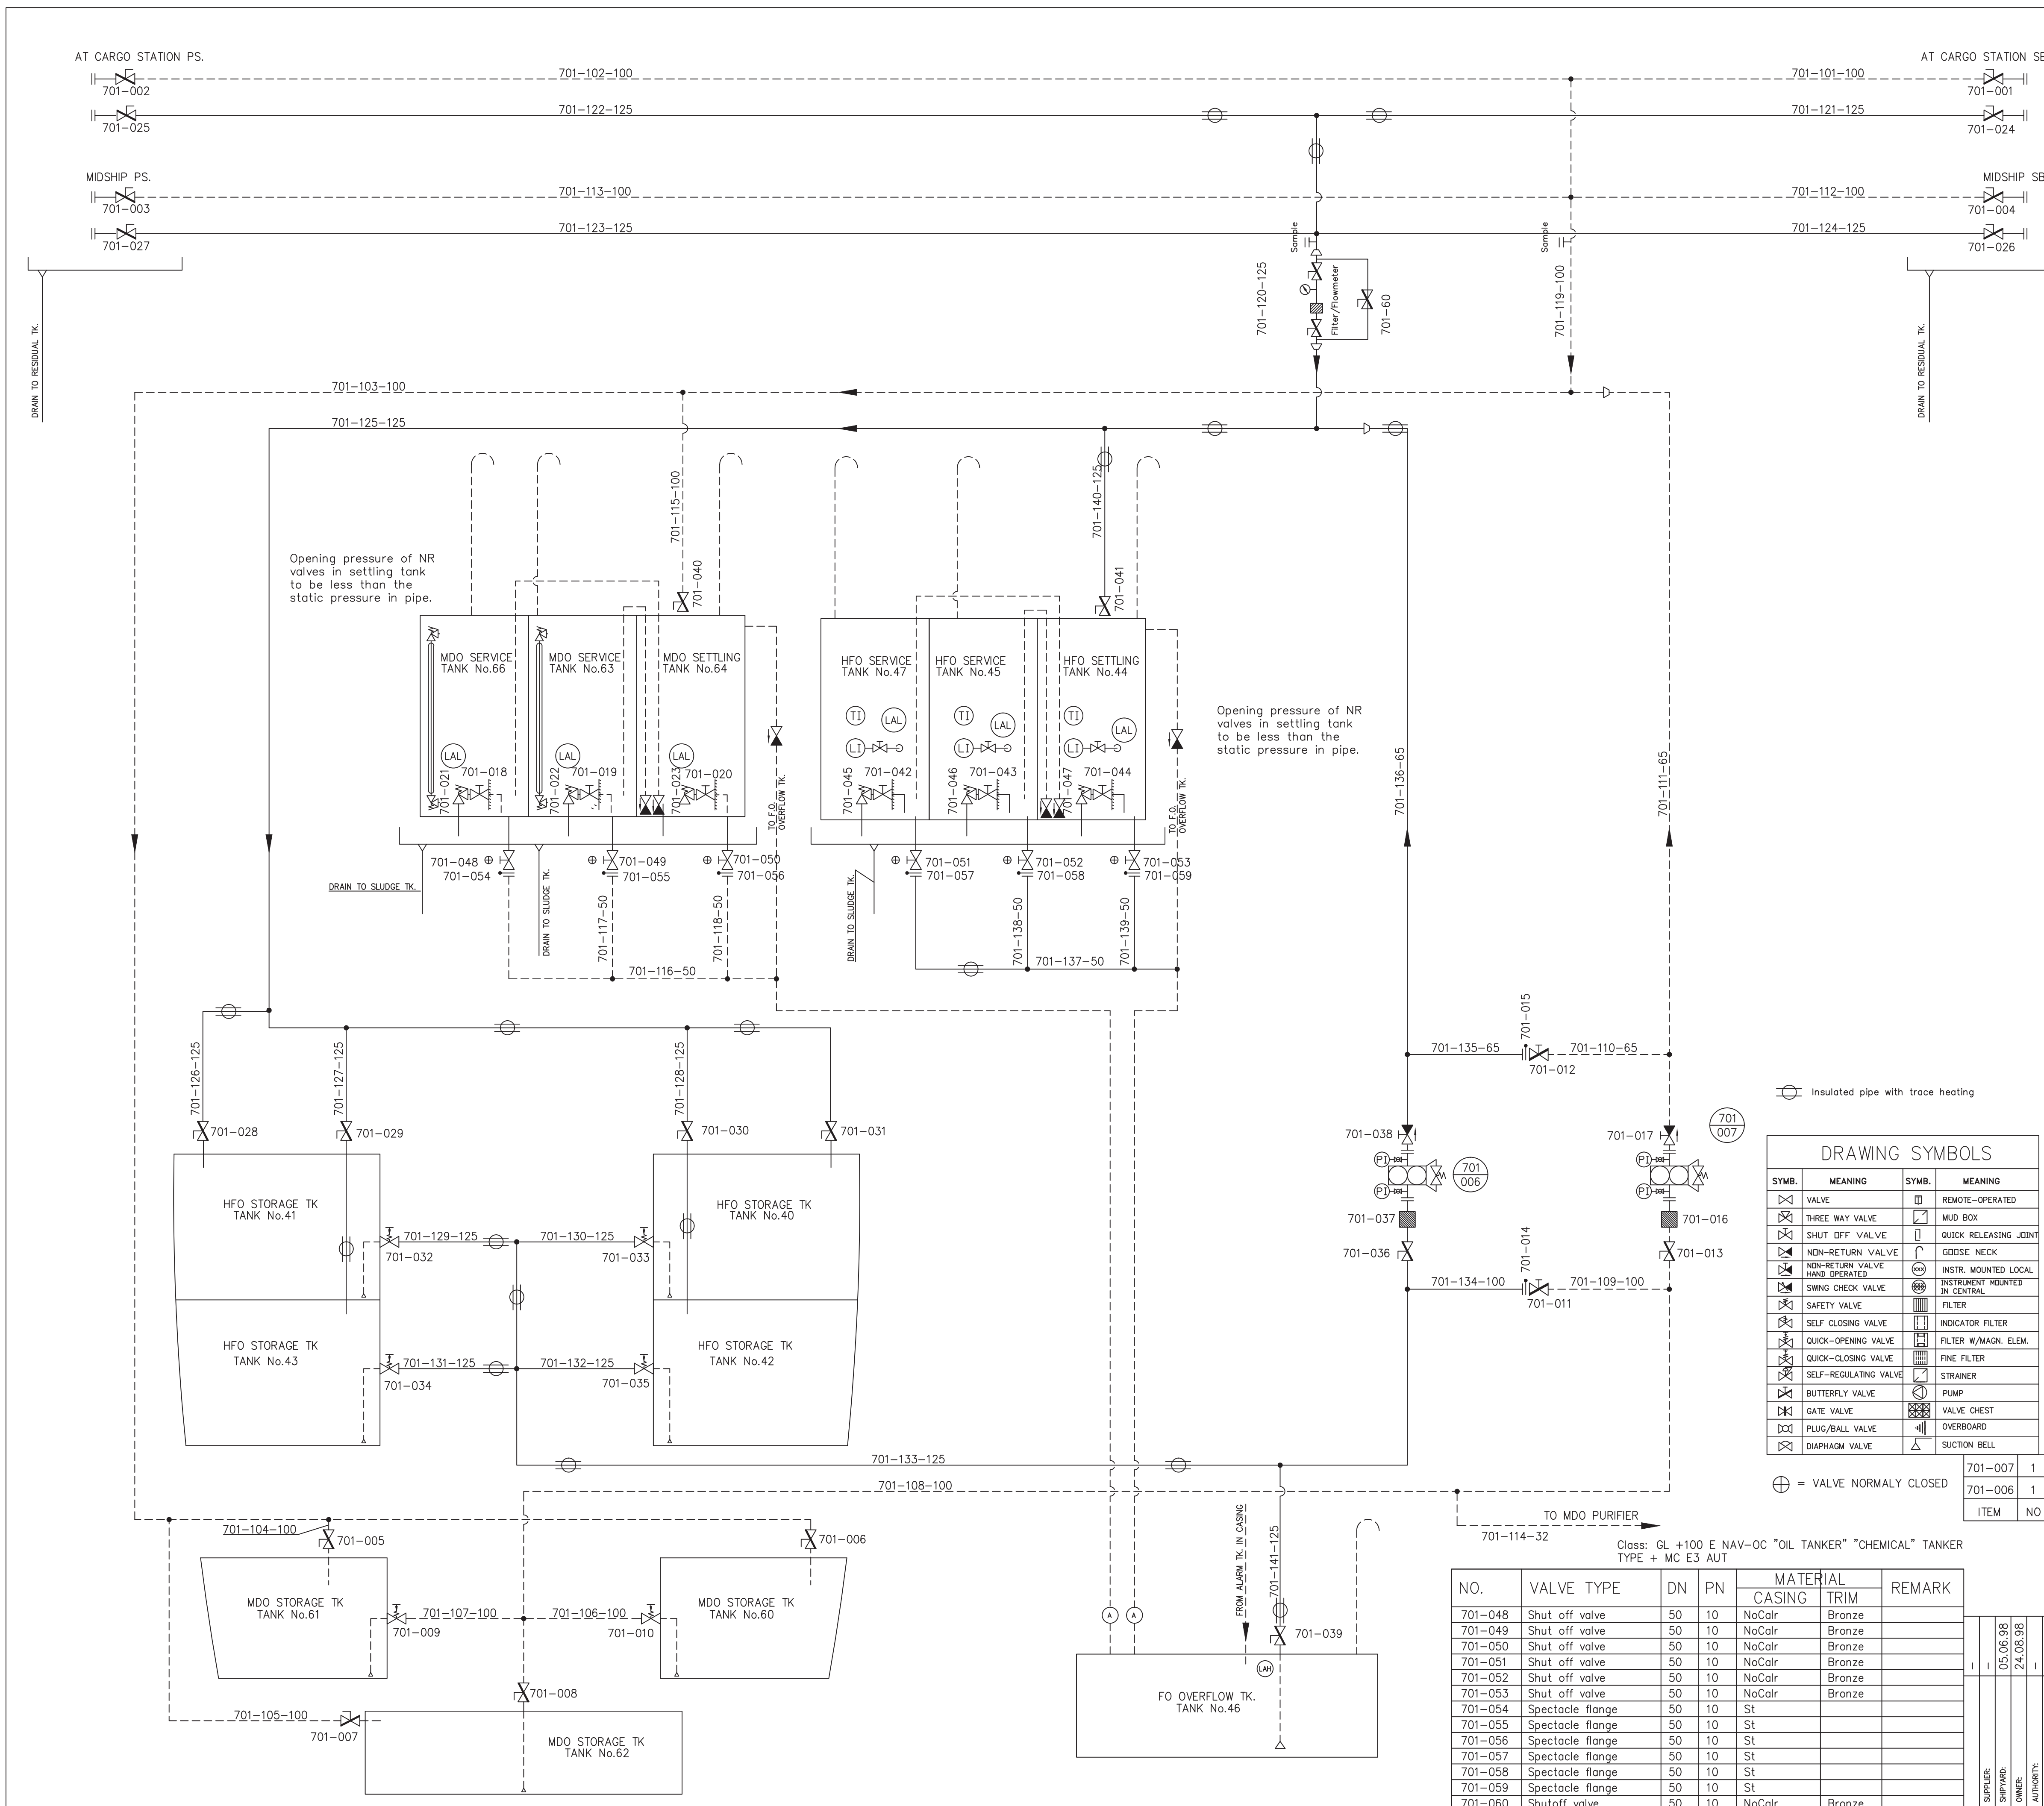 AT CARGO STATION PS.
701-002
701-102-100
701-101-100
AT CARGO STATION SB
701-001
701-025
701-122-125
701-121-125
701-024
MIDSHIP PS.
701-003
701-113-100
701-112-100
MIDSHIP SB
701-004
701-027
701-123-125
701-124-125
701-026
Sample
Sample
701-120-125
Filter/Flowmeter
701-60
701-119-100
DRAIN TO RESIDUAL TK.
DRAIN TO RESIDUAL TK.
701-103-100
701-125-125
701-115-100
701-140-125
Opening pressure of NR
valves in settling tank
to be less than the
static pressure in pipe.
701-040
701-041
MDO SERVICE
TANK No.66
MDO SERVICE
TANK No.63
MDO SETTLING
TANK No.64
HFO SERVICE
TANK No.47
HFO SERVICE
TANK No.45
HFO SETTLING
TANK No.44
TI
LAL
TI
LAL
TI
LAL
LI
LI
LI
LAL
LAL
LAL
Opening pressure of NR
valves in settling tank
to be less than the
static pressure in pipe.
701-021
701-018
701-022
701-019
701-023
701-020
701-045
701-042
701-046
701-043
701-047
701-044
TO F.O.
OVERFLOW TK.
TO F.O.
OVERFLOW TK.
701-136-65
701-111-65
701-048
701-054
701-049
701-055
701-050
701-056
701-051
701-057
701-052
701-058
701-053
701-059
DRAIN TO SLUDGE TK.
DRAIN TO SLUDGE TK.
DRAIN TO SLUDGE TK.
701-117-50
701-118-50
701-116-50
701-138-50
701-139-50
701-137-50
701-126-125
701-127-125
701-128-125
701-028
701-029
701-030
701-031
701-135-65
701-015
701-110-65
701-012
Insulated pipe with trace heating
701-038
701-017
701
007
701
006
PI
PI
PI
PI
701-037
701-016
701-036
701-013
701-014
701-134-100
701-109-100
701-011
HFO STORAGE TK
TANK No.41
HFO STORAGE TK
TANK No.40
701-129-125
701-130-125
701-032
701-033
HFO STORAGE TK
TANK No.43
HFO STORAGE TK
TANK No.42
701-131-125
701-132-125
701-034
701-035
701-133-125
701-108-100
DRAWING SYMBOLS
SYMB.
MEANING
SYMB.
MEANING
VALVE
REMOTE-OPERATED
THREE WAY VALVE
MUD BOX
SHUT OFF VALVE
QUICK RELEASING JOINT
NON-RETURN VALVE
GOOSE NECK
NON-RETURN VALVE
HAND OPERATED
XXX
INSTR. MOUNTED LOCAL
SWING CHECK VALVE
INSTRUMENT MOUNTED
IN CENTRAL
SAFETY VALVE
FILTER
SELF CLOSING VALVE
INDICATOR FILTER
QUICK-OPENING VALVE
FILTER W/MAGN. ELEM.
QUICK-CLOSING VALVE
FINE FILTER
SELF-REGULATING VALVE
STRAINER
BUTTERFLY VALVE
PUMP
GATE VALVE
VALVE CHEST
PLUG/BALL VALVE
OVERBOARD
DIAPHAGM VALVE
SUCTION BELL
= VALVE NORMALY CLOSED
701-007 1
701-006 1
ITEM NO
TO MDO PURIFIER
701-114-32
Class: GL +100 E NAV-OC "OIL TANKER" "CHEMICAL" TANKER
TYPE + MC E3 AUT
701-104-100
701-005
701-006
MDO STORAGE TK
TANK No.61
MDO STORAGE TK
TANK No.60
701-107-100
701-106-100
701-009
701-010
701-008
701-105-100
701-007
MDO STORAGE TK
TANK No.62
A
A
FROM ALARM TK. IN CASING
701-141-125
701-039
LAH
FO OVERFLOW TK.
TANK No.46
NO.
VALVE TYPE
DN
PN
MATERIAL
CASING
TRIM
REMARK
701-048 Shut off valve 50 10 NoCalr Bronze
701-049 Shut off valve 50 10 NoCalr Bronze
701-050 Shut off valve 50 10 NoCalr Bronze
701-051 Shut off valve 50 10 NoCalr Bronze
701-052 Shut off valve 50 10 NoCalr Bronze
701-053 Shut off valve 50 10 NoCalr Bronze
701-054 Spectacle flange 50 10 St
701-055 Spectacle flange 50 10 St
701-056 Spectacle flange 50 10 St
701-057 Spectacle flange 50 10 St
701-058 Spectacle flange 50 10 St
701-059 Spectacle flange 50 10 St
701-060 Shutoff valve 50 10 NoCalr Bronze
SUPPLIER: -
SHIPYARD: 05.06.98
OWNER: 24.08.98
AUTHORITY: -